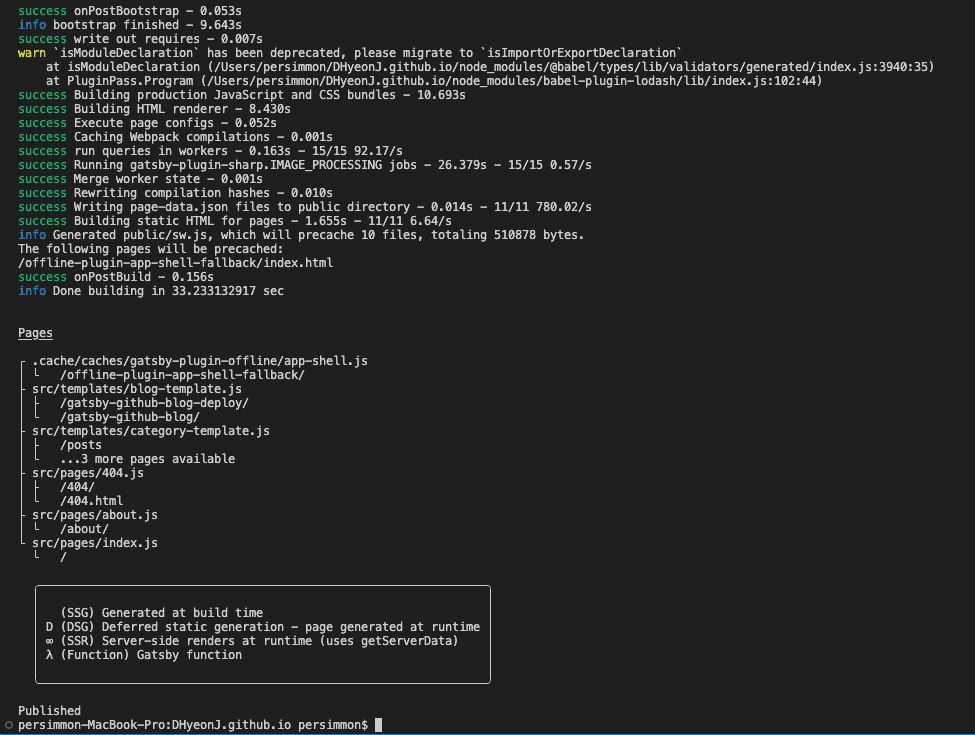 success onPostBootstrap - 0.053s
info bootstrap finished - 9.643s
success write out requires - 0.007s
warn `isModuleDeclaration` has been deprecated, please migrate to `isImportOrExportDeclaration`
    at isModuleDeclaration (/Users/persimmon/DHyeonJ.github.io/node_modules/@babel/types/lib/validators/generated/index.js:3940:35)
    at PluginPass.Program (/Users/persimmon/DHyeonJ.github.io/node_modules/babel-plugin-lodash/lib/index.js:102:44)
success Building production JavaScript and CSS bundles - 10.693s
success Building HTML renderer - 8.430s
success Execute page configs - 0.052s
success Caching Webpack compilations - 0.001s
success run queries in workers - 0.163s - 15/15 92.17/s
success Running gatsby-plugin-sharp.IMAGE_PROCESSING jobs - 26.379s - 15/15 0.57/s
success Merge worker state - 0.001s
success Rewriting compilation hashes - 0.010s
success Writing page-data.json files to public directory - 0.014s - 11/11 780.02/s
success Building static HTML for pages - 1.655s - 11/11 6.64/s
info Generated public/sw.js, which will precache 10 files, totaling 510878 bytes.
The following pages will be precached:
/offline-plugin-app-shell-fallback/index.html
success onPostBuild - 0.156s
info Done building in 33.233132917 sec
Pages
┌ .cache/caches/gatsby-plugin-offline/app-shell.js
│ └   /offline-plugin-app-shell-fallback/
├ src/templates/blog-template.js
│ ├   /gatsby-github-blog-deploy/
│ └   /gatsby-github-blog/
├ src/templates/category-template.js
│ ├   /posts
│ └   ...3 more pages available
├ src/pages/404.js
│ ├   /404/
│ └   /404.html
├ src/pages/about.js
│ └   /about/
└ src/pages/index.js
  └   /
(SSG) Generated at build time
D (DSG) Deferred static generation - page generated at runtime
∞ (SSR) Server-side renders at runtime (uses getServerData)
λ (Function) Gatsby function
Published
persimmon-MacBook-Pro:DHyeonJ.github.io persimmon$